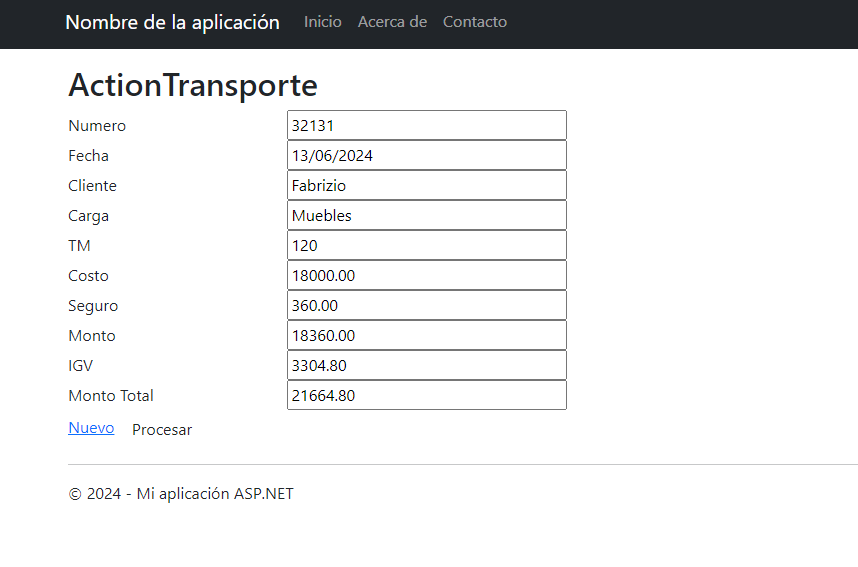 Nombre de la aplicación Inicio Acerca de Contacto
ActionTransporte
Numero 32131
Fecha 13/06/2024
Cliente Fabrizio
Carga Muebles
TM 120
Costo 18000.00
Seguro 360.00
Monto 18360.00
IGV 3304.80
Monto Total 21664.80
Nuevo Procesar
© 2024 - Mi aplicación ASP.NET